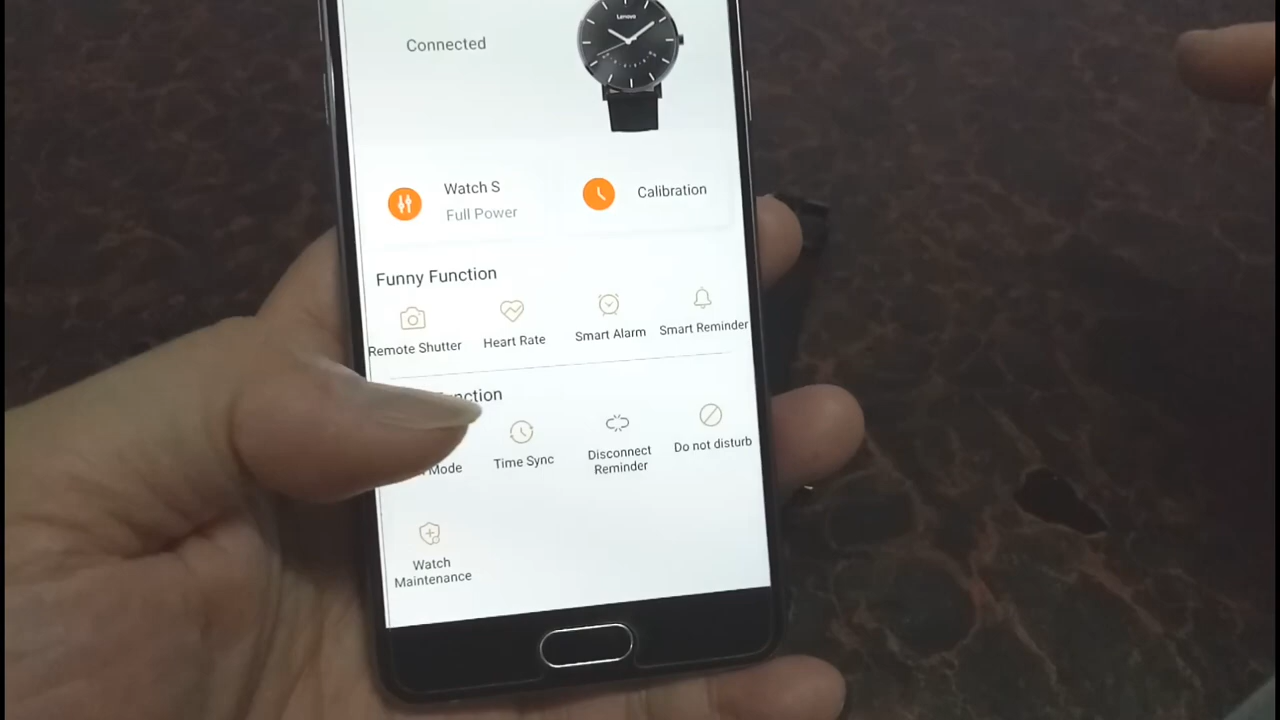 Lenovo
Connected
Watch S
Full Power
Calibration
Funny Function
Remote Shutter
Heart Rate
Smart Alarm
Smart Reminder
Mode
Time Sync
Disconnect
Reminder
Do not disturb
Watch
Maintenance